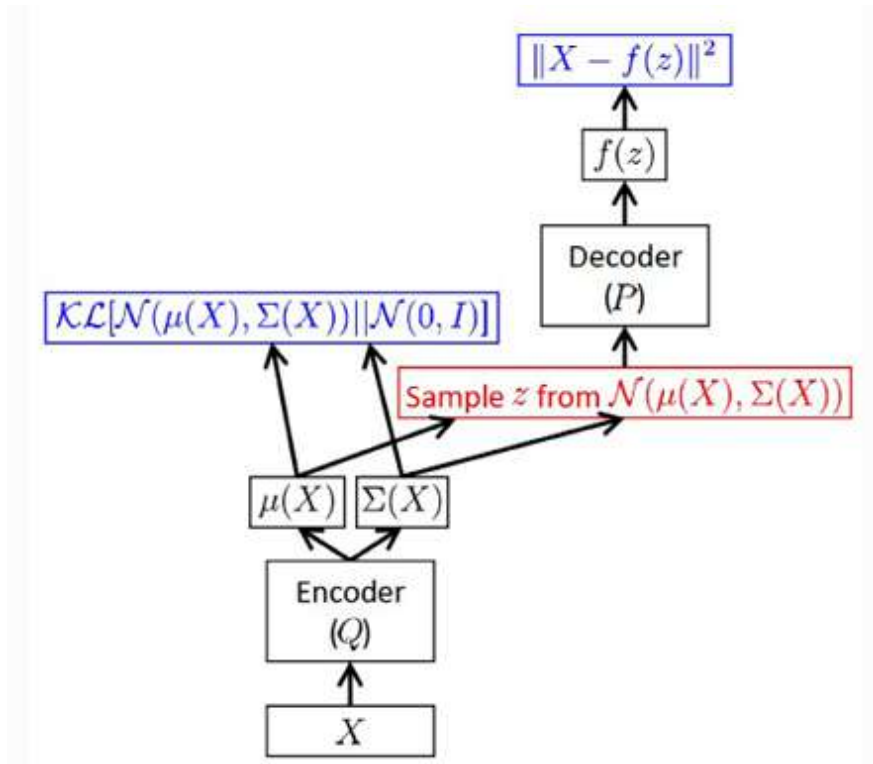 ‖X − f(z)‖²
f(z)
Decoder
(P)
𝒦ℒ[𝒩(μ(X), Σ(X))||𝒩(0, I)]
Sample z from 𝒩(μ(X), Σ(X))
μ(X)
Σ(X)
Encoder
(Q)
X